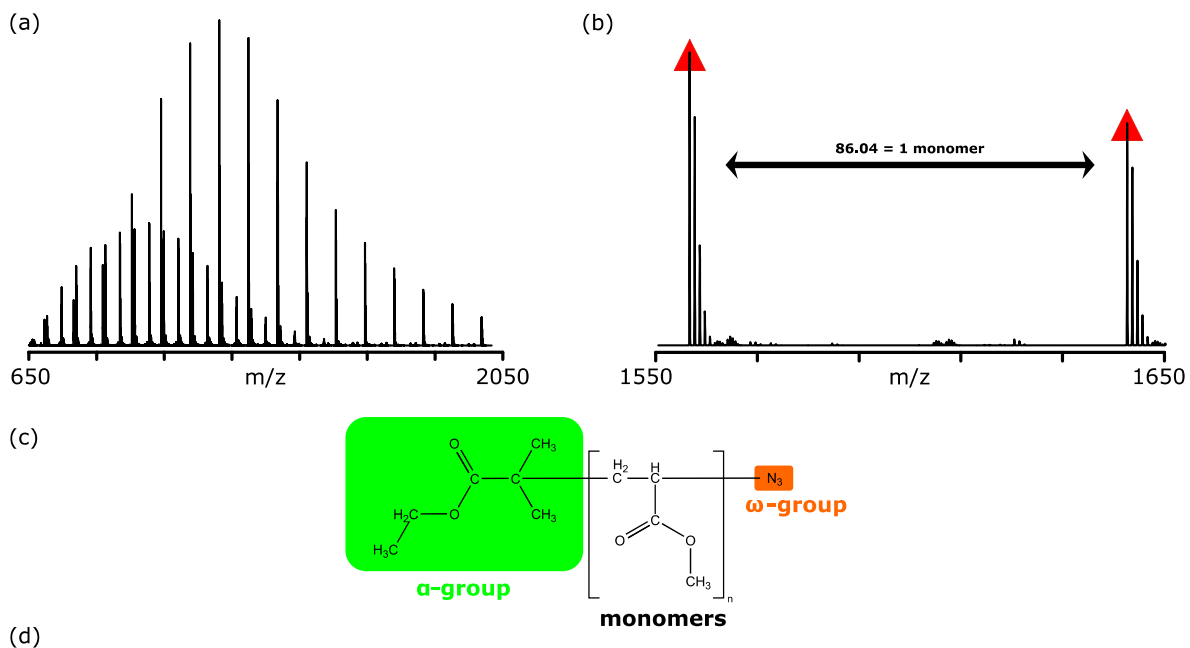 (a)
650
m/z
2050
(b)
86.04 = 1 monomer
1550
m/z
1650
(c)
O
CH3
H2
H
C
C
C
C
N3
H2C
O
CH3
ω-group
H3C
C
O
O
α-group
CH3
n
monomers
(d)